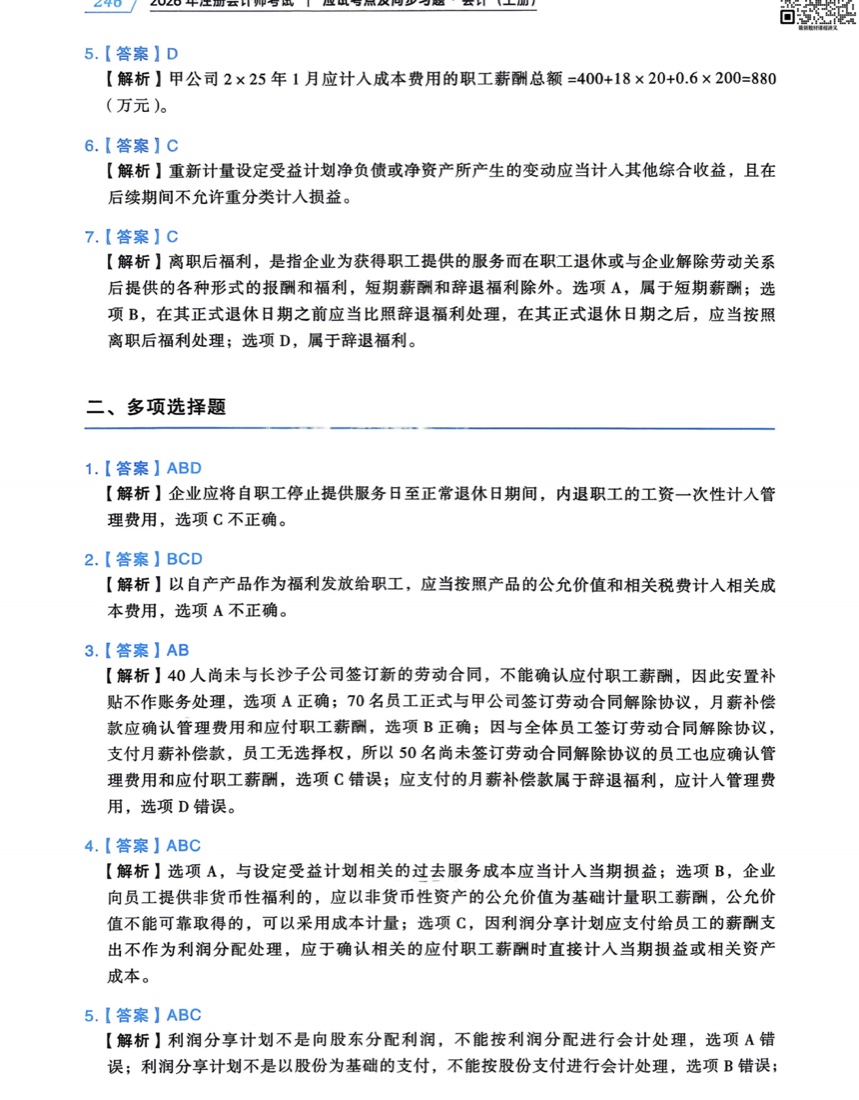 246 2026 年注册会计师考试 | 应试考点及同步习题·会计（上册）
5.【答案】D
【解析】甲公司 2×25 年 1 月应计入成本费用的职工薪酬总额 =400+18×20+0.6×200=880
（万元）。
6.【答案】C
【解析】重新计量设定受益计划净负债或净资产所产生的变动应当计入其他综合收益，且在
后续期间不允许重分类计入损益。
7.【答案】C
【解析】离职后福利，是指企业为获得职工提供的服务而在职工退休或与企业解除劳动关系
后提供的各种形式的报酬和福利，短期薪酬和辞退福利除外。选项 A，属于短期薪酬；选
项 B，在其正式退休日期之前应当比照辞退福利处理，在其正式退休日期之后，应当按照
离职后福利处理；选项 D，属于辞退福利。
二、多项选择题
1.【答案】ABD
【解析】企业应将自职工停止提供服务日至正常退休日期间，内退职工的工资一次性计入管
理费用，选项 C 不正确。
2.【答案】BCD
【解析】以自产产品作为福利发放给职工，应当按照产品的公允价值和相关税费计入相关成
本费用，选项 A 不正确。
3.【答案】AB
【解析】40 人尚未与长沙子公司签订新的劳动合同，不能确认应付职工薪酬，因此安置补
贴不作账务处理，选项 A 正确；70 名员工正式与甲公司签订劳动合同解除协议，月薪补偿
款应确认管理费用和应付职工薪酬，选项 B 正确；因与全体员工签订劳动合同解除协议，
支付月薪补偿款，员工无选择权，所以 50 名尚未签订劳动合同解除协议的员工也应确认管
理费用和应付职工薪酬，选项 C 错误；应支付的月薪补偿款属于辞退福利，应计入管理费
用，选项 D 错误。
4.【答案】ABC
【解析】选项 A，与设定受益计划相关的过去服务成本应当计入当期损益；选项 B，企业
向员工提供非货币性福利的，应以非货币性资产的公允价值为基础计量职工薪酬，公允价
值不能可靠取得的，可以采用成本计量；选项 C，因利润分享计划应支付给员工的薪酬支
出不作为利润分配处理，应于确认相关的应付职工薪酬时直接计入当期损益或相关资产
成本。
5.【答案】ABC
【解析】利润分享计划不是向股东分配利润，不能按利润分配进行会计处理，选项 A 错
误；利润分享计划不是以股份为基础的支付，不能按股份支付进行会计处理，选项 B 错误；